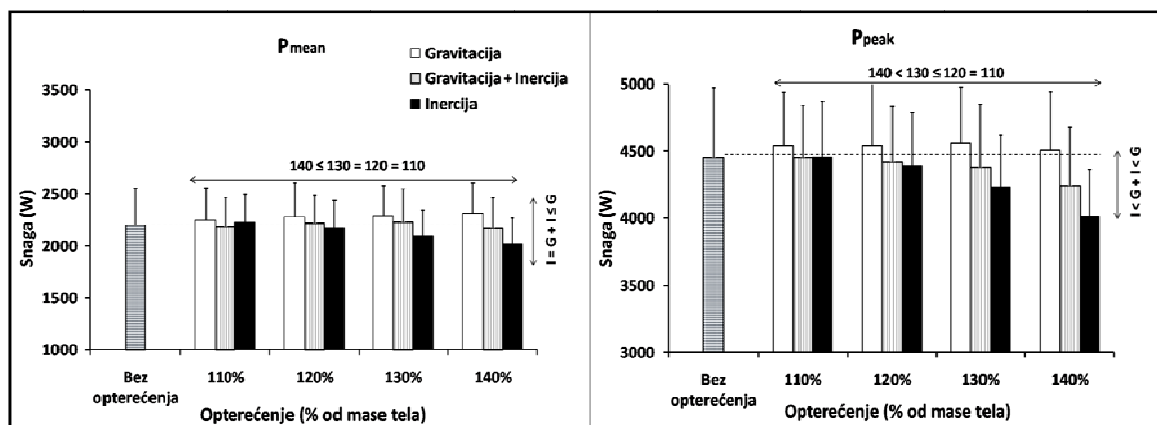 Pmean
Gravitacija
Gravitacija + Inercija
Inercija
Snaga (W)
3500
3000
2500
2000
1500
1000
140 ≤ 130 = 120 = 110
I = G + I ≤ G
Bez
opterećenja
110%
120%
130%
140%
Opterećenje (% od mase tela)
Ppeak
140 < 130 ≤ 120 = 110
Snaga (W)
5000
4500
4000
3500
3000
I < G + I < G
Bez
opterećenja
110%
120%
130%
140%
Opterećenje (% od mase tela)